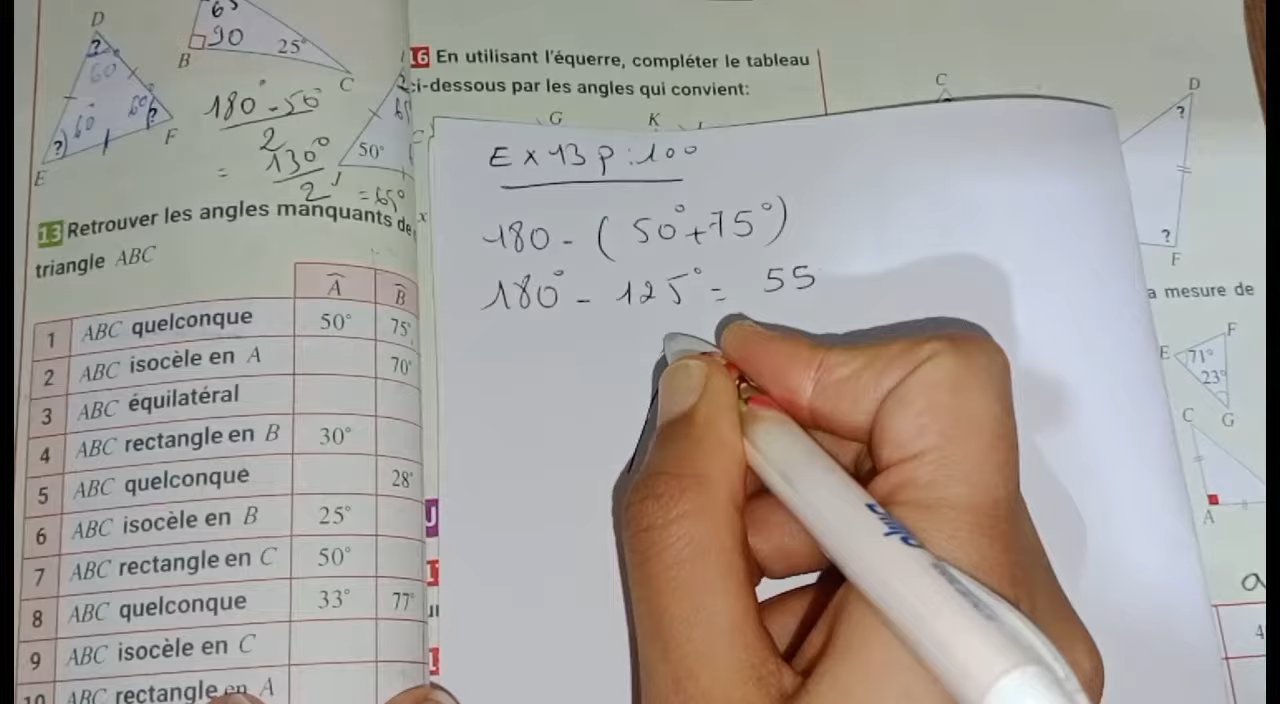 D
?
60
60
?
60
?
E
F
65
90
25°
B
C
180° - 50°
2
= 130°
2
= 65°
65
50°
J
13 Retrouver les angles manquants de
triangle ABC
Â B̂
1 ABC quelconque 50° 75°
2 ABC isocèle en A 70°
3 ABC équilatéral
4 ABC rectangle en B 30°
5 ABC quelconque 28°
6 ABC isocèle en B 25°
7 ABC rectangle en C 50°
8 ABC quelconque 33° 77°
9 ABC isocèle en C
10 ABC rectangle en A
16 En utilisant l'équerre, compléter le tableau
ci-dessous par les angles qui convient:
G K
Ex 13 p:100
180 - (50° + 75°)
180° - 125° = 55
C
D
?
?
F
a mesure de
F
E 71°
23°
G
C
A
4